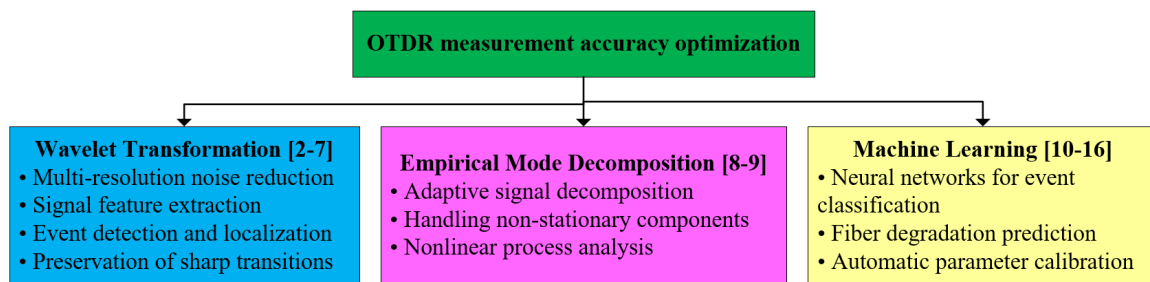 OTDR measurement accuracy optimization
Wavelet Transformation [2-7]
• Multi-resolution noise reduction
• Signal feature extraction
• Event detection and localization
• Preservation of sharp transitions
Empirical Mode Decomposition [8-9]
• Adaptive signal decomposition
• Handling non-stationary components
• Nonlinear process analysis
Machine Learning [10-16]
• Neural networks for event
classification
• Fiber degradation prediction
• Automatic parameter calibration